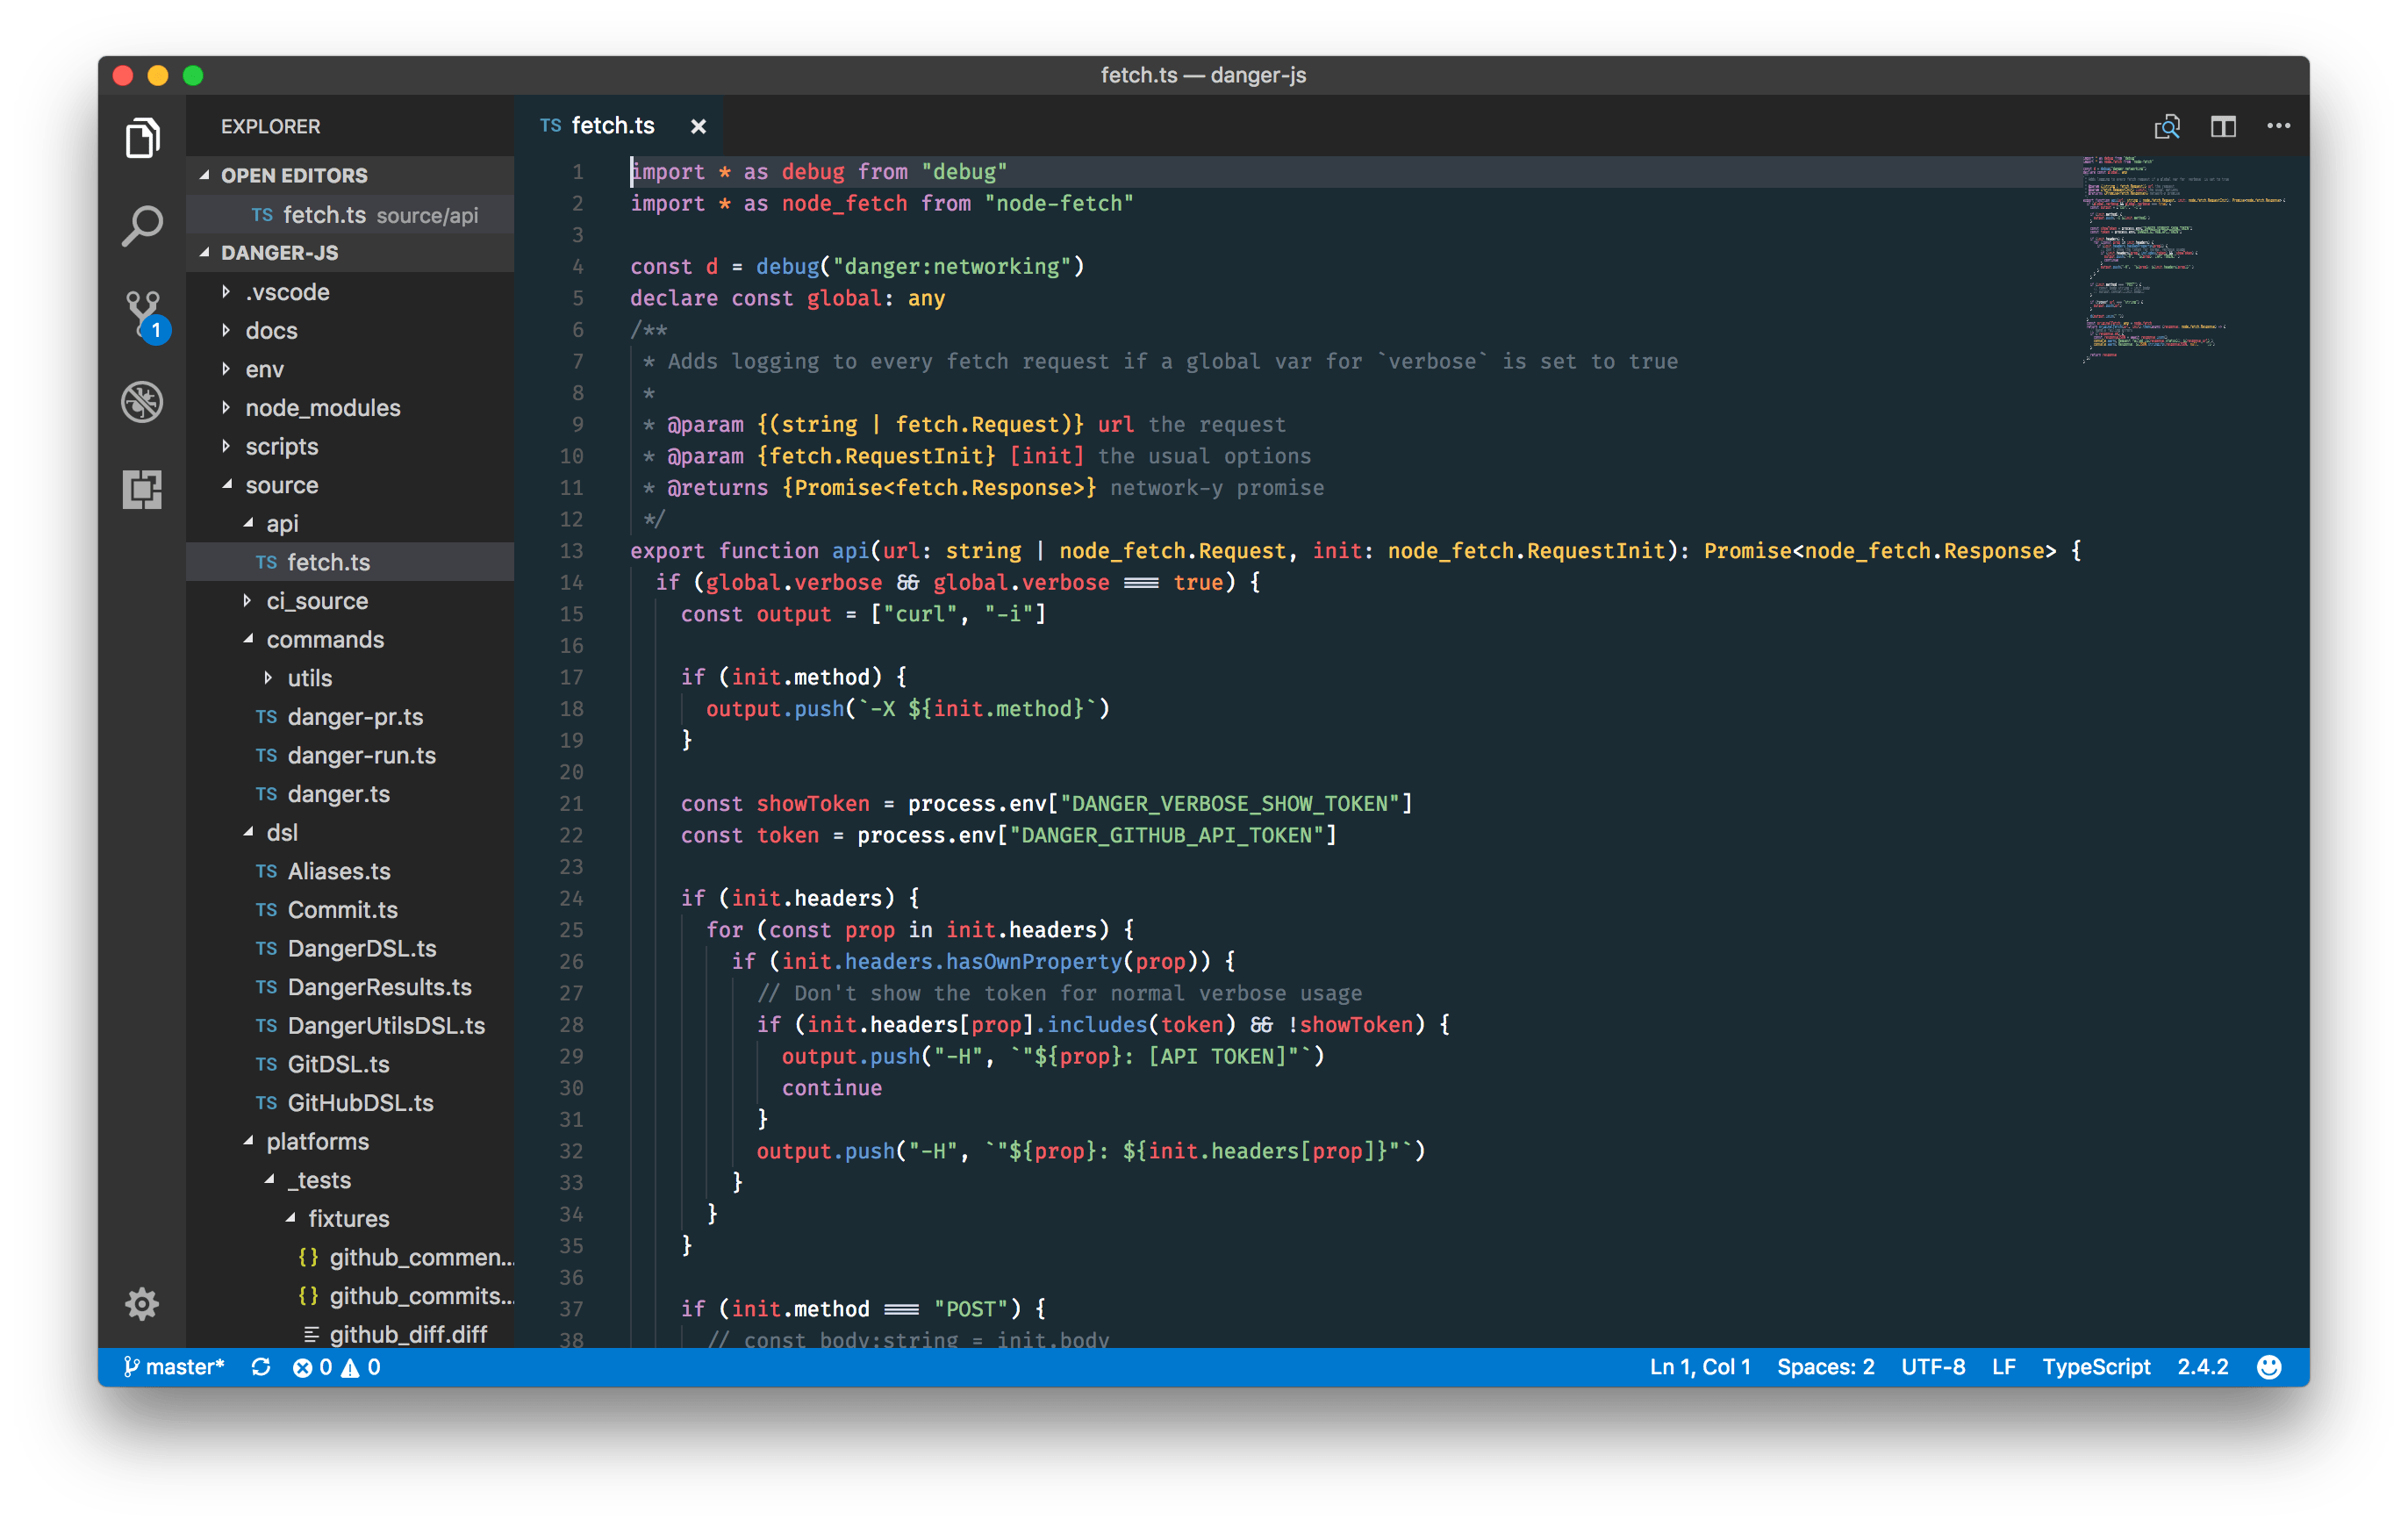 fetch.ts — danger-js
EXPLORER
OPEN EDITORS
TS fetch.ts source/api
DANGER-JS
.vscode
docs
env
node_modules
scripts
source
api
TS fetch.ts
ci_source
commands
utils
TS danger-pr.ts
TS danger-run.ts
TS danger.ts
dsl
TS Aliases.ts
TS Commit.ts
TS DangerDSL.ts
TS DangerResults.ts
TS DangerUtilsDSL.ts
TS GitDSL.ts
TS GitHubDSL.ts
platforms
_tests
fixtures
{} github_commen...
{} github_commits...
github_diff.diff
1
TS fetch.ts ×
1 import * as debug from "debug"
2 import * as node_fetch from "node-fetch"
3
4 const d = debug("danger:networking")
5 declare const global: any
6 /**
7 * Adds logging to every fetch request if a global var for `verbose` is set to true
8 *
9 * @param {(string | fetch.Request)} url the request
10 * @param {fetch.RequestInit} [init] the usual options
11 * @returns {Promise<fetch.Response>} network-y promise
12 */
13 export function api(url: string | node_fetch.Request, init: node_fetch.RequestInit): Promise<node_fetch.Response> {
14 if (global.verbose && global.verbose === true) {
15 const output = ["curl", "-i"]
16
17 if (init.method) {
18 output.push(`-X ${init.method}`)
19 }
20
21 const showToken = process.env["DANGER_VERBOSE_SHOW_TOKEN"]
22 const token = process.env["DANGER_GITHUB_API_TOKEN"]
23
24 if (init.headers) {
25 for (const prop in init.headers) {
26 if (init.headers.hasOwnProperty(prop)) {
27 // Don't show the token for normal verbose usage
28 if (init.headers[prop].includes(token) && !showToken) {
29 output.push("-H", `"${prop}: [API TOKEN]"`)
30 continue
31 }
32 output.push("-H", `"${prop}: ${init.headers[prop]}"`)
33 }
34 }
35 }
36
37 if (init.method === "POST") {
38 // const body:string = init.body
master* 0 0
Ln 1, Col 1 Spaces: 2 UTF-8 LF TypeScript 2.4.2